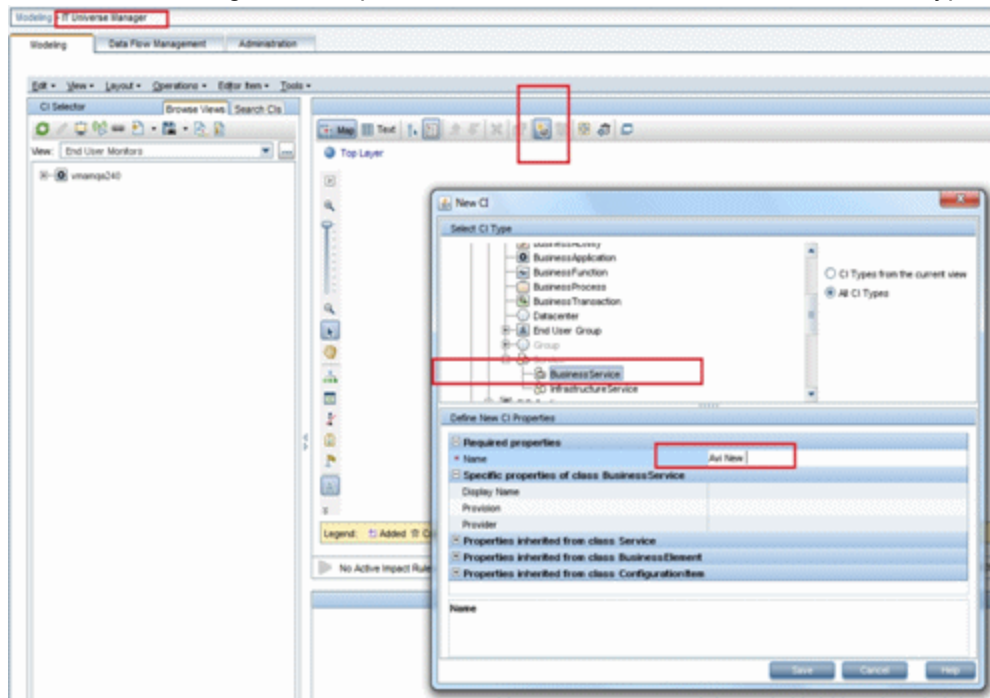 Modeling - IT Universe Manager
Modeling Data Flow Management Administration
Edit View Layout Operations Editor Item Tools
CI Selector Browse Views Search CIs
Map Text
View: End User Monitors
Top Layer
vmamqa240
New CI
Select CI Type
BusinessActivity
BusinessApplication
BusinessFunction
BusinessProcess
BusinessTransaction
Datacenter
End User Group
Group
Service
BusinessService
InfrastructureService
CI Types from the current view
All CI Types
Define New CI Properties
Required properties
* Name Avi New
Specific properties of class BusinessService
Display Name
Provision
Provider
Properties inherited from class Service
Properties inherited from class BusinessElement
Properties inherited from class ConfigurationItem
Legend: Added
No Active Impact Rule
Name
Save Cancel Help